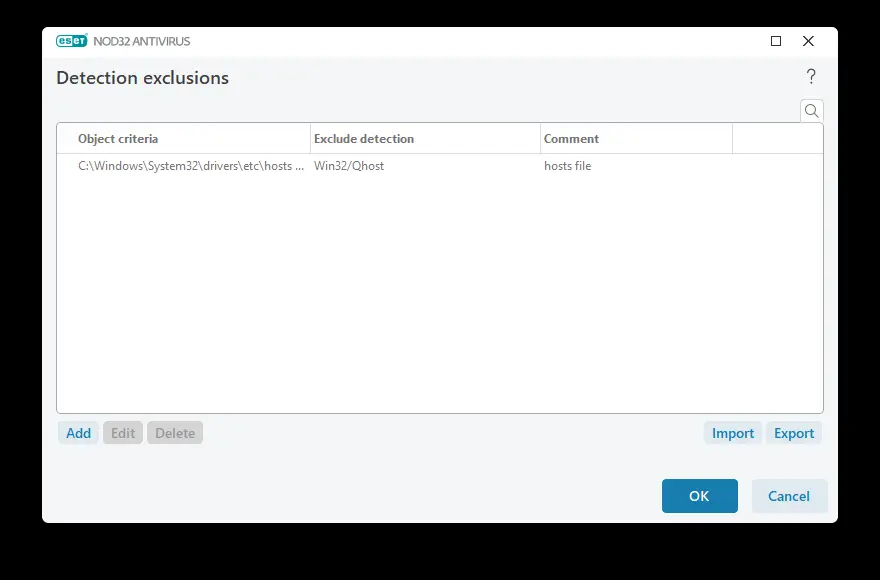 eset NOD32 ANTIVIRUS
Detection exclusions ?
Object criteria Exclude detection Comment
C:\Windows\System32\drivers\etc\hosts ... Win32/Qhost hosts file
Add Edit Delete Import Export
OK Cancel